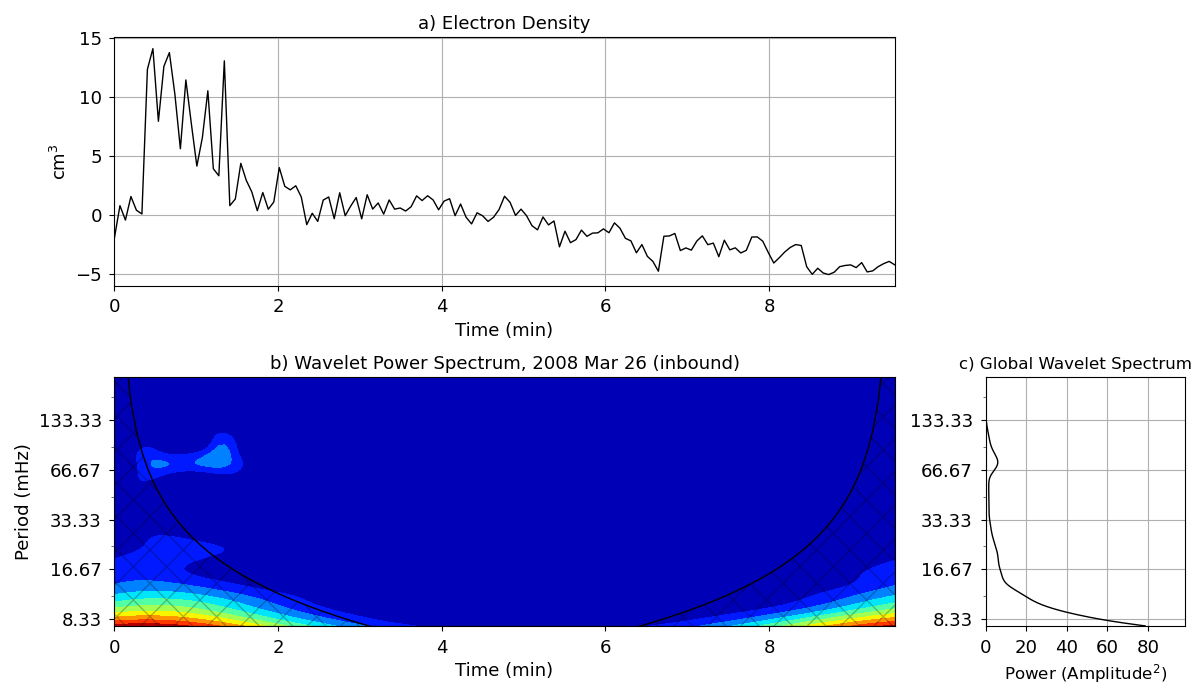 a) Electron Density
15
10
5
0
−5
cm³
0 2 4 6 8
Time (min)
b) Wavelet Power Spectrum, 2008 Mar 26 (inbound)
133.33
66.67
33.33
16.67
8.33
Period (mHz)
0 2 4 6 8
Time (min)
c) Global Wavelet Spectrum
133.33
66.67
33.33
16.67
8.33
0 20 40 60 80
Power (Amplitude²)